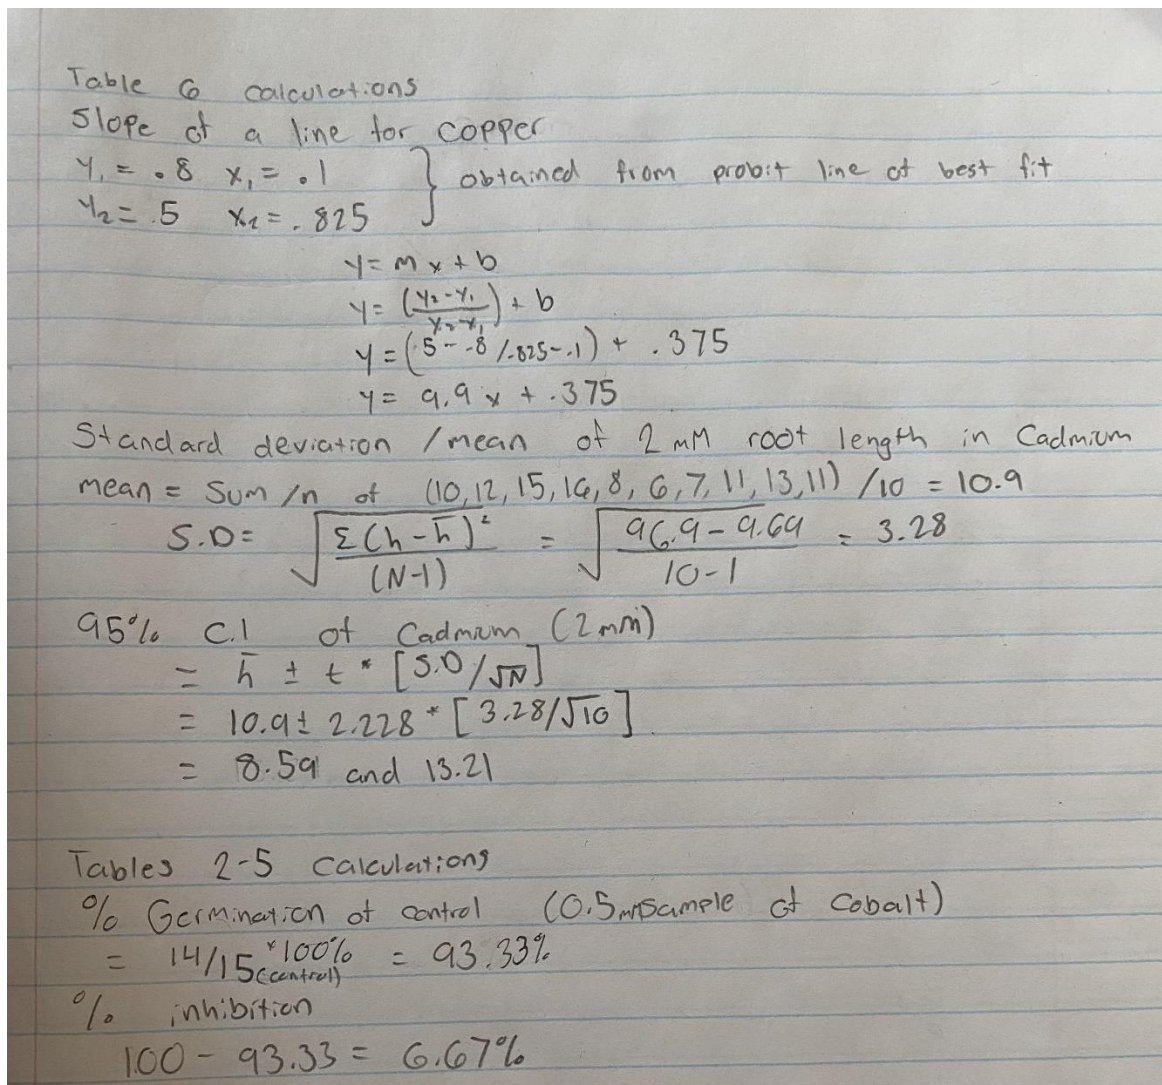 Table 6 calculations
Slope of a line for copper
y₁ = .8 x₁ = .1 } obtained from probit line of best fit
y₂ = .5 x₂ = .825
y = mx + b
y = (y₂-y₁/x₂-x₁) + b
y = (.5 - .8 / .825 - .1) + .375
y = 9.9x + .375
Standard deviation / mean of 2 mM root length in Cadmium
mean = Sum/n of (10, 12, 15, 16, 8, 6, 7, 11, 13, 11) /10 = 10.9
S.D = √(Σ(h-h̄)²/(N-1)) = √(96.9 - 9.69/10-1) = 3.28
95% C.I of Cadmium (2 mM)
= h̄ ± t * [S.D/√N]
= 10.9 ± 2.228 * [3.28/√10]
= 8.59 and 13.21
Tables 2-5 Calculations
% Germination of control (0.5mM sample of Cobalt)
= 14/15 (control) *100% = 93.33%
% inhibition
100 - 93.33 = 6.67%